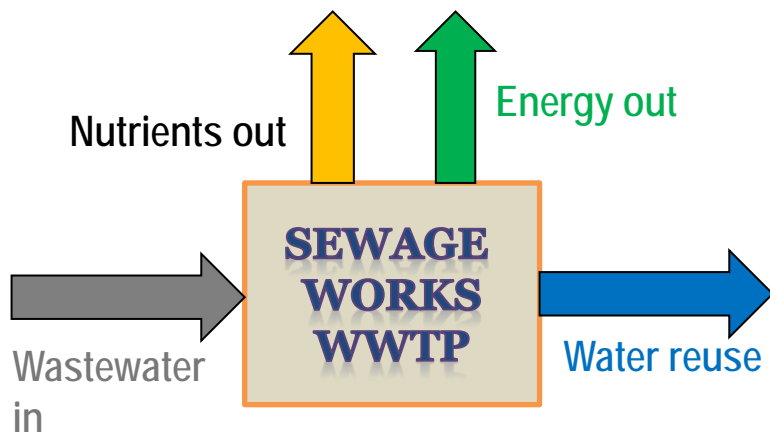 Energy out
Nutrients out
SEWAGE
WORKS
WWTP
Wastewater
in
Water reuse